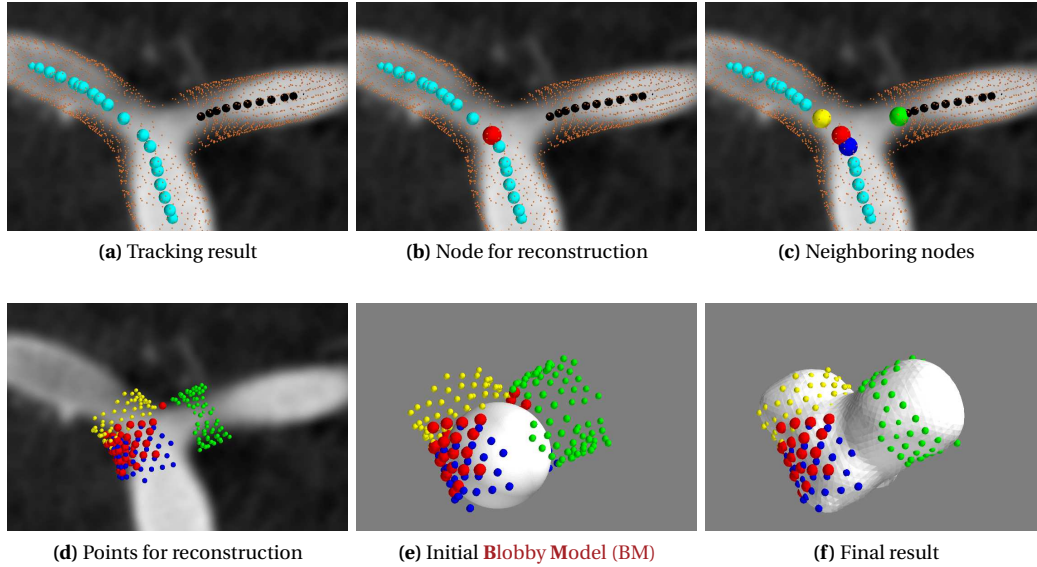 (a) Tracking result
(b) Node for reconstruction
(c) Neighboring nodes
(d) Points for reconstruction
(e) Initial Blobby Model (BM)
(f) Final result